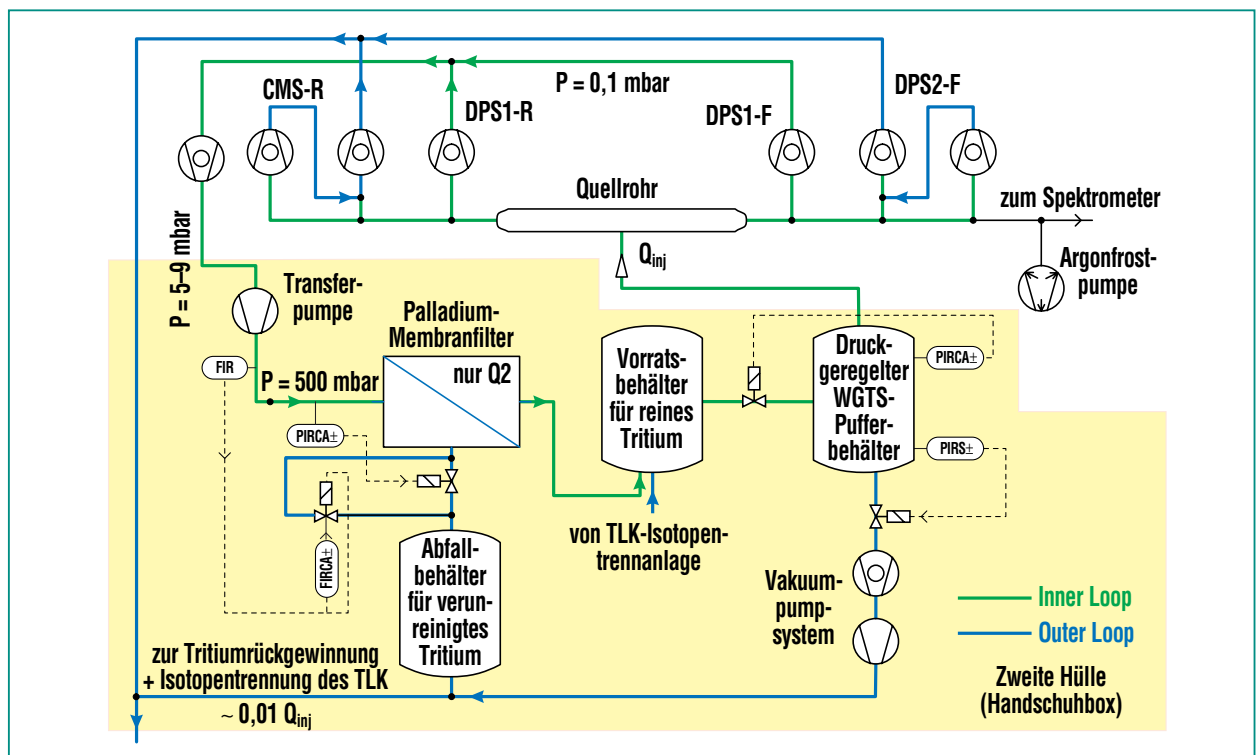 CMS-R
P = 0,1 mbar
DPS2-F
DPS1-R
DPS1-F
Quellrohr
zum Spektrometer
P = 5–9 mbar
Q inj
Argonfrost-
pumpe
Transfer-
pumpe
Palladium-
Membranfilter
nur Q2
FIR
P = 500 mbar
PIRCA±
Vorrats-
behälter
für reines
Tritium
Druck-
geregelter
WGTS-
Puffer-
behälter
PIRCA±
PIRS±
von TLK-Isotopen-
trennanlage
FIRCA±
Abfall-
behälter
für verun-
reinigtes
Tritium
Vakuum-
pump-
system
Inner Loop
Outer Loop
zur Tritiumrückgewinnung
+ Isotopentrennung des TLK
~ 0,01 Q inj
Zweite Hülle
(Handschuhbox)